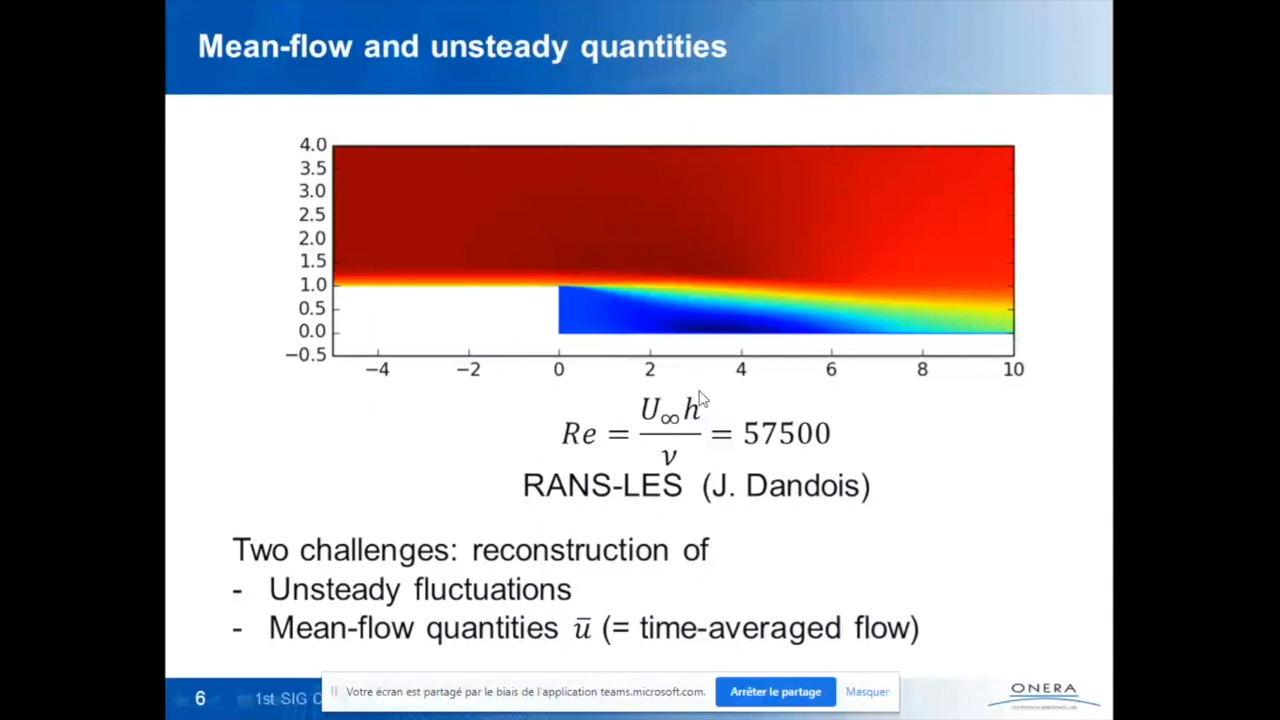 Mean-flow and unsteady quantities
4.0
3.5
3.0
2.5
2.0
1.5
1.0
0.5
0.0
−0.5
−4 −2 0 2 4 6 8 10
Re = U∞ h / ν = 57500
RANS-LES (J. Dandois)
Two challenges: reconstruction of
- Unsteady fluctuations
- Mean-flow quantities ū (= time-averaged flow)
6 1st SIG
Votre écran est partagé par le biais de l'application teams.microsoft.com. Arrêter le partage Masquer
ONERA